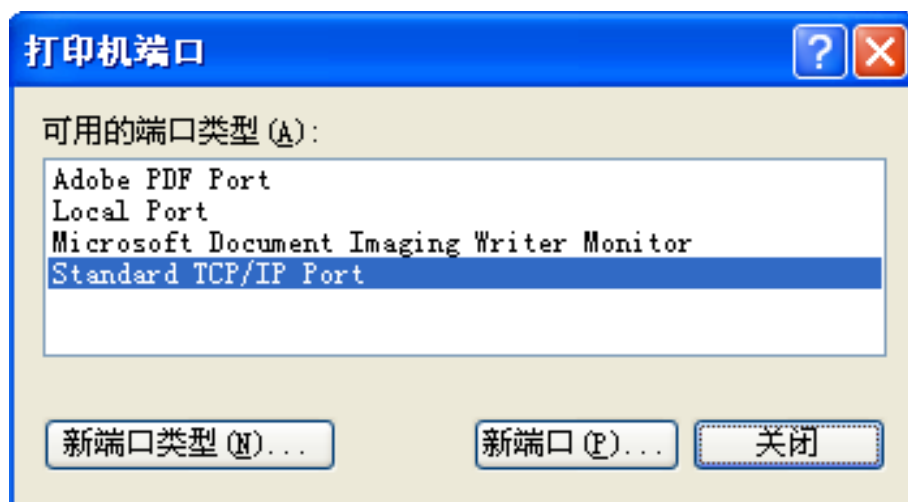 打印机端口
可用的端口类型(A):
Adobe PDF Port
Local Port
Microsoft Document Imaging Writer Monitor
Standard TCP/IP Port
新端口类型(N)... 新端口(P)... 关闭